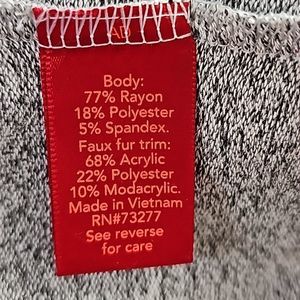 Body:
77% Rayon
18% Polyester
5% Spandex.
Faux fur trim:
68% Acrylic
22% Polyester
10% Modacrylic.
Made in Vietnam
RN#73277
See reverse
for care